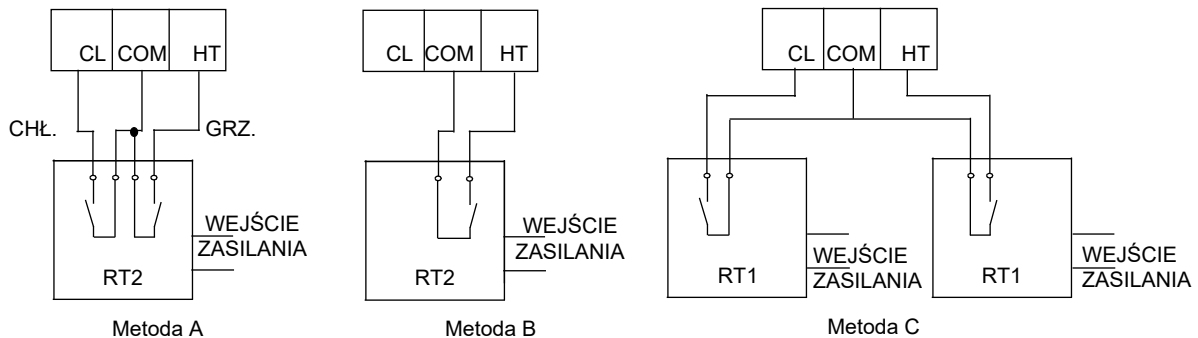 CL COM HT
CHŁ. GRZ.
WEJŚCIE
ZASILANIA
RT2
Metoda A
CL COM HT
WEJŚCIE
ZASILANIA
RT2
Metoda B
CL COM HT
RT1
WEJŚCIE
ZASILANIA
RT1
WEJŚCIE
ZASILANIA
Metoda C